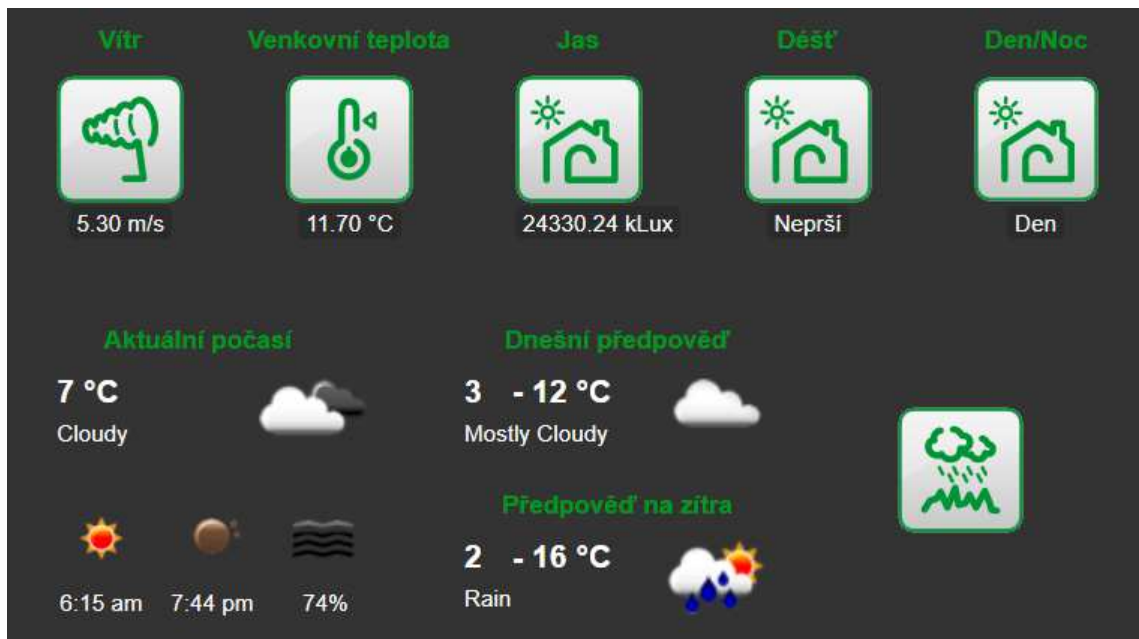 Vítr Venkovní teplota Jas Déšť Den/Noc
5.30 m/s 11.70 °C 24330.24 kLux Neprší Den
Aktuální počasí Dnešní předpověď
7 °C 3 - 12 °C
Cloudy Mostly Cloudy
Předpověď na zítra
2 - 16 °C
6:15 am 7:44 pm 74% Rain